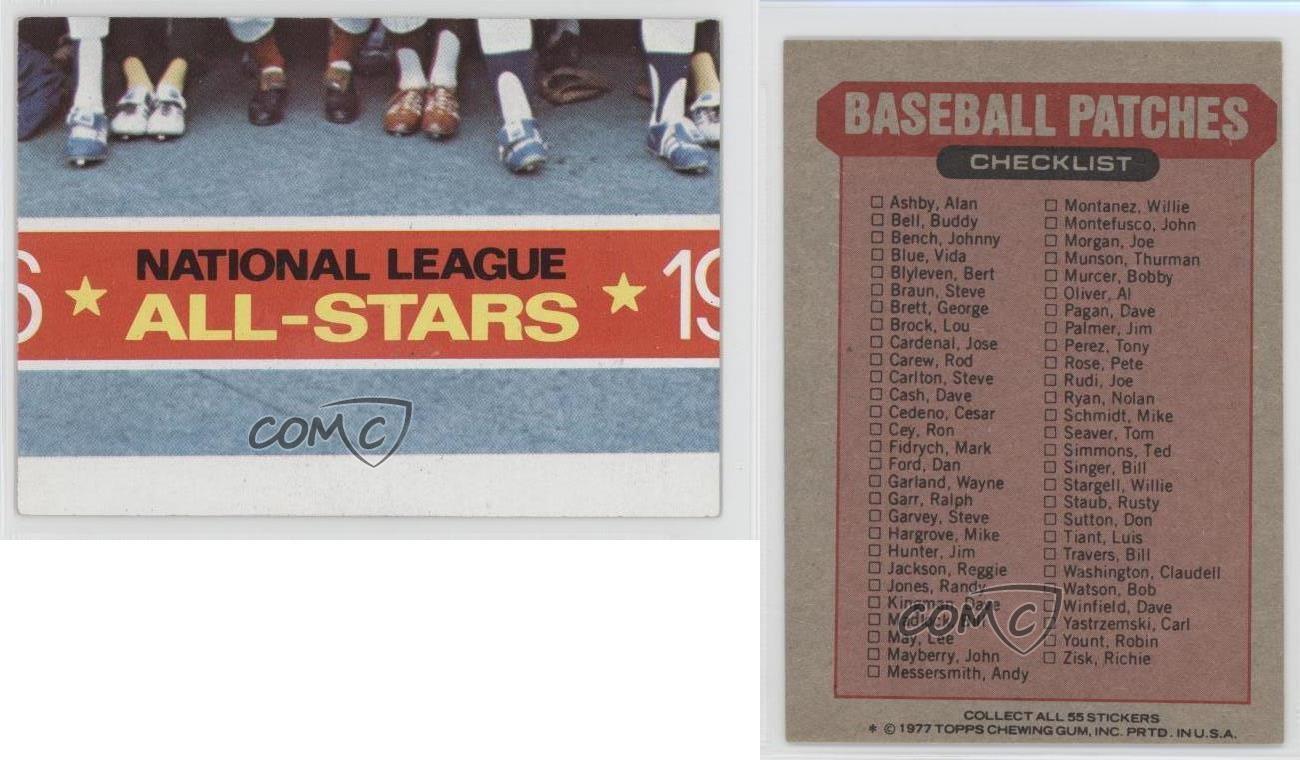 NATIONAL LEAGUE
6 ★ ALL-STARS ★ 19
COMC
BASEBALL PATCHES
CHECKLIST
☐ Ashby, Alan
☐ Bell, Buddy
☐ Bench, Johnny
☐ Blue, Vida
☐ Blyleven, Bert
☐ Braun, Steve
☐ Brett, George
☐ Brock, Lou
☐ Cardenal, Jose
☐ Carew, Rod
☐ Carlton, Steve
☐ Cash, Dave
☐ Cedeno, Cesar
☐ Cey, Ron
☐ Fidrych, Mark
☐ Ford, Dan
☐ Garland, Wayne
☐ Garr, Ralph
☐ Garvey, Steve
☐ Hargrove, Mike
☐ Hunter, Jim
☐ Jackson, Reggie
☐ Jones, Randy
☐ Kingman, Dave
☐ Madlock, Bill
☐ May, Lee
☐ Mayberry, John
☐ Messersmith, Andy
☐ Montanez, Willie
☐ Montefusco, John
☐ Morgan, Joe
☐ Munson, Thurman
☐ Murcer, Bobby
☐ Oliver, Al
☐ Pagan, Dave
☐ Palmer, Jim
☐ Perez, Tony
☐ Rose, Pete
☐ Rudi, Joe
☐ Ryan, Nolan
☐ Schmidt, Mike
☐ Seaver, Tom
☐ Simmons, Ted
☐ Singer, Bill
☐ Stargell, Willie
☐ Staub, Rusty
☐ Sutton, Don
☐ Tiant, Luis
☐ Travers, Bill
☐ Washington, Claudell
☐ Watson, Bob
☐ Winfield, Dave
☐ Yastrzemski, Carl
☐ Yount, Robin
☐ Zisk, Richie
COMC
COLLECT ALL 55 STICKERS
* © 1977 TOPPS CHEWING GUM, INC. PRTD. IN U.S.A.